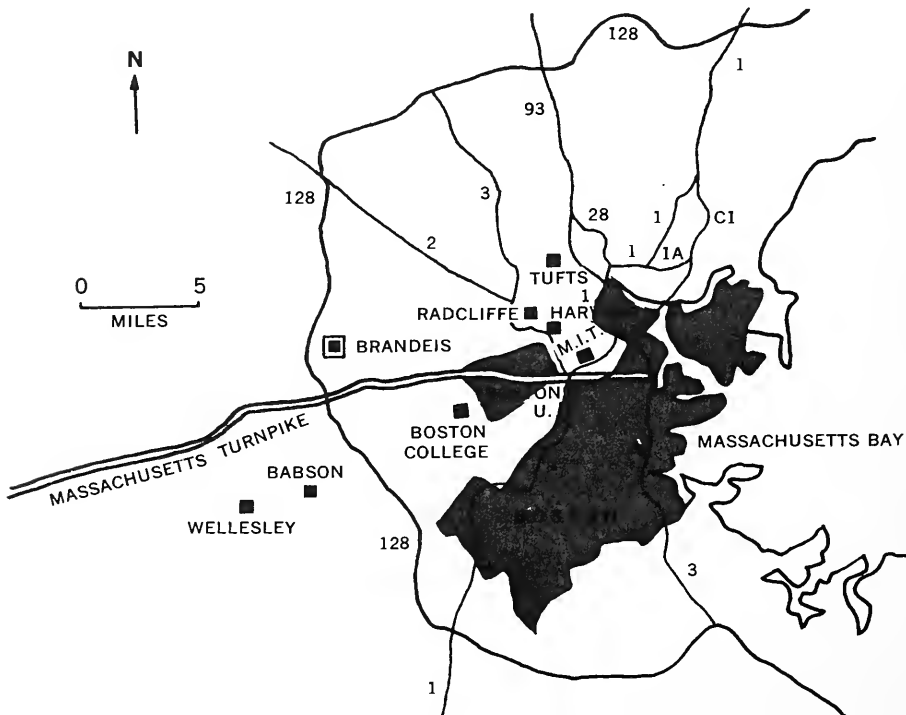 N
128
1
93
128
3
28
1
CI
2
1
1A
0 5
MILES
TUFTS
1
RADCLIFFE
HARV
BRANDEIS
M.I.T.
U.
BOSTON
COLLEGE
MASSACHUSETTS BAY
MASSACHUSETTS TURNPIKE
BABSON
WELLESLEY
128
3
1